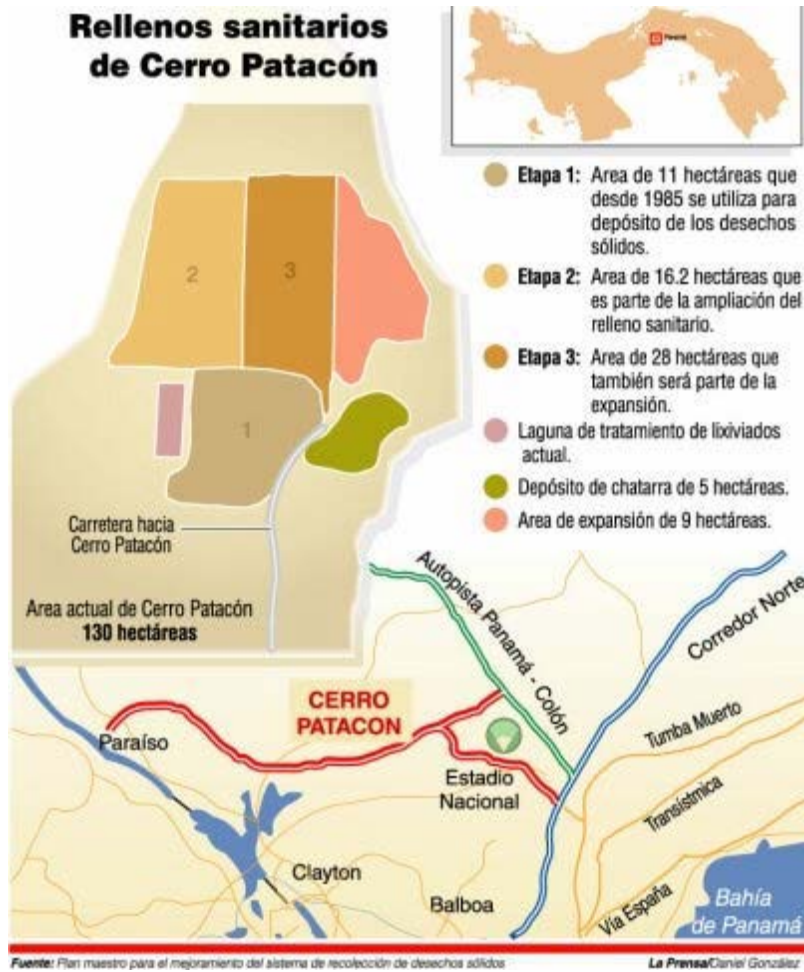 Rellenos sanitarios
de Cerro Patacón
Panamá
2
3
1
Carretera hacia
Cerro Patacón
Area actual de Cerro Patacón
130 hectáreas
Etapa 1: Area de 11 hectáreas que
desde 1985 se utiliza para
depósito de los desechos
sólidos.
Etapa 2: Area de 16.2 hectáreas que
es parte de la ampliación del
relleno sanitario.
Etapa 3: Area de 28 hectáreas que
también será parte de la
expansión.
Laguna de tratamiento de lixiviados
actual.
Depósito de chatarra de 5 hectáreas.
Area de expansión de 9 hectáreas.
Autopista Panamá - Colón
Corredor Norte
CERRO
PATACON
Paraíso
Tumba Muerto
Estadio
Nacional
Transístmica
Clayton
Balboa
Vía España
Bahía
de Panamá
Fuente: Plan maestro para el mejoramiento del sistema de recolección de desechos sólidos
La Prensa/Daniel González